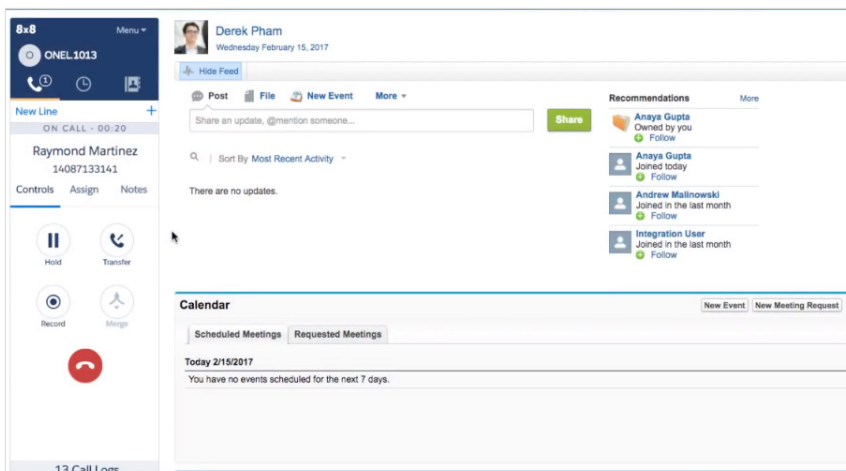 8x8
Menu
O ONEL1013
1
New Line +
ON CALL - 00:20
Raymond Martinez
14087133141
Controls Assign Notes
Hold Transfer
Record Merge
13 Call Logs
Derek Pham
Wednesday February 15, 2017
Hide Feed
Post File New Event More
Share an update, @mention someone...
Share
Sort By Most Recent Activity
There are no updates.
Recommendations More
Anaya Gupta
Owned by you
Follow
Anaya Gupta
Joined today
Follow
Andrew Malinowski
Joined in the last month
Follow
Integration User
Joined in the last month
Follow
Calendar
New Event New Meeting Request
Scheduled Meetings Requested Meetings
Today 2/15/2017
You have no events scheduled for the next 7 days.